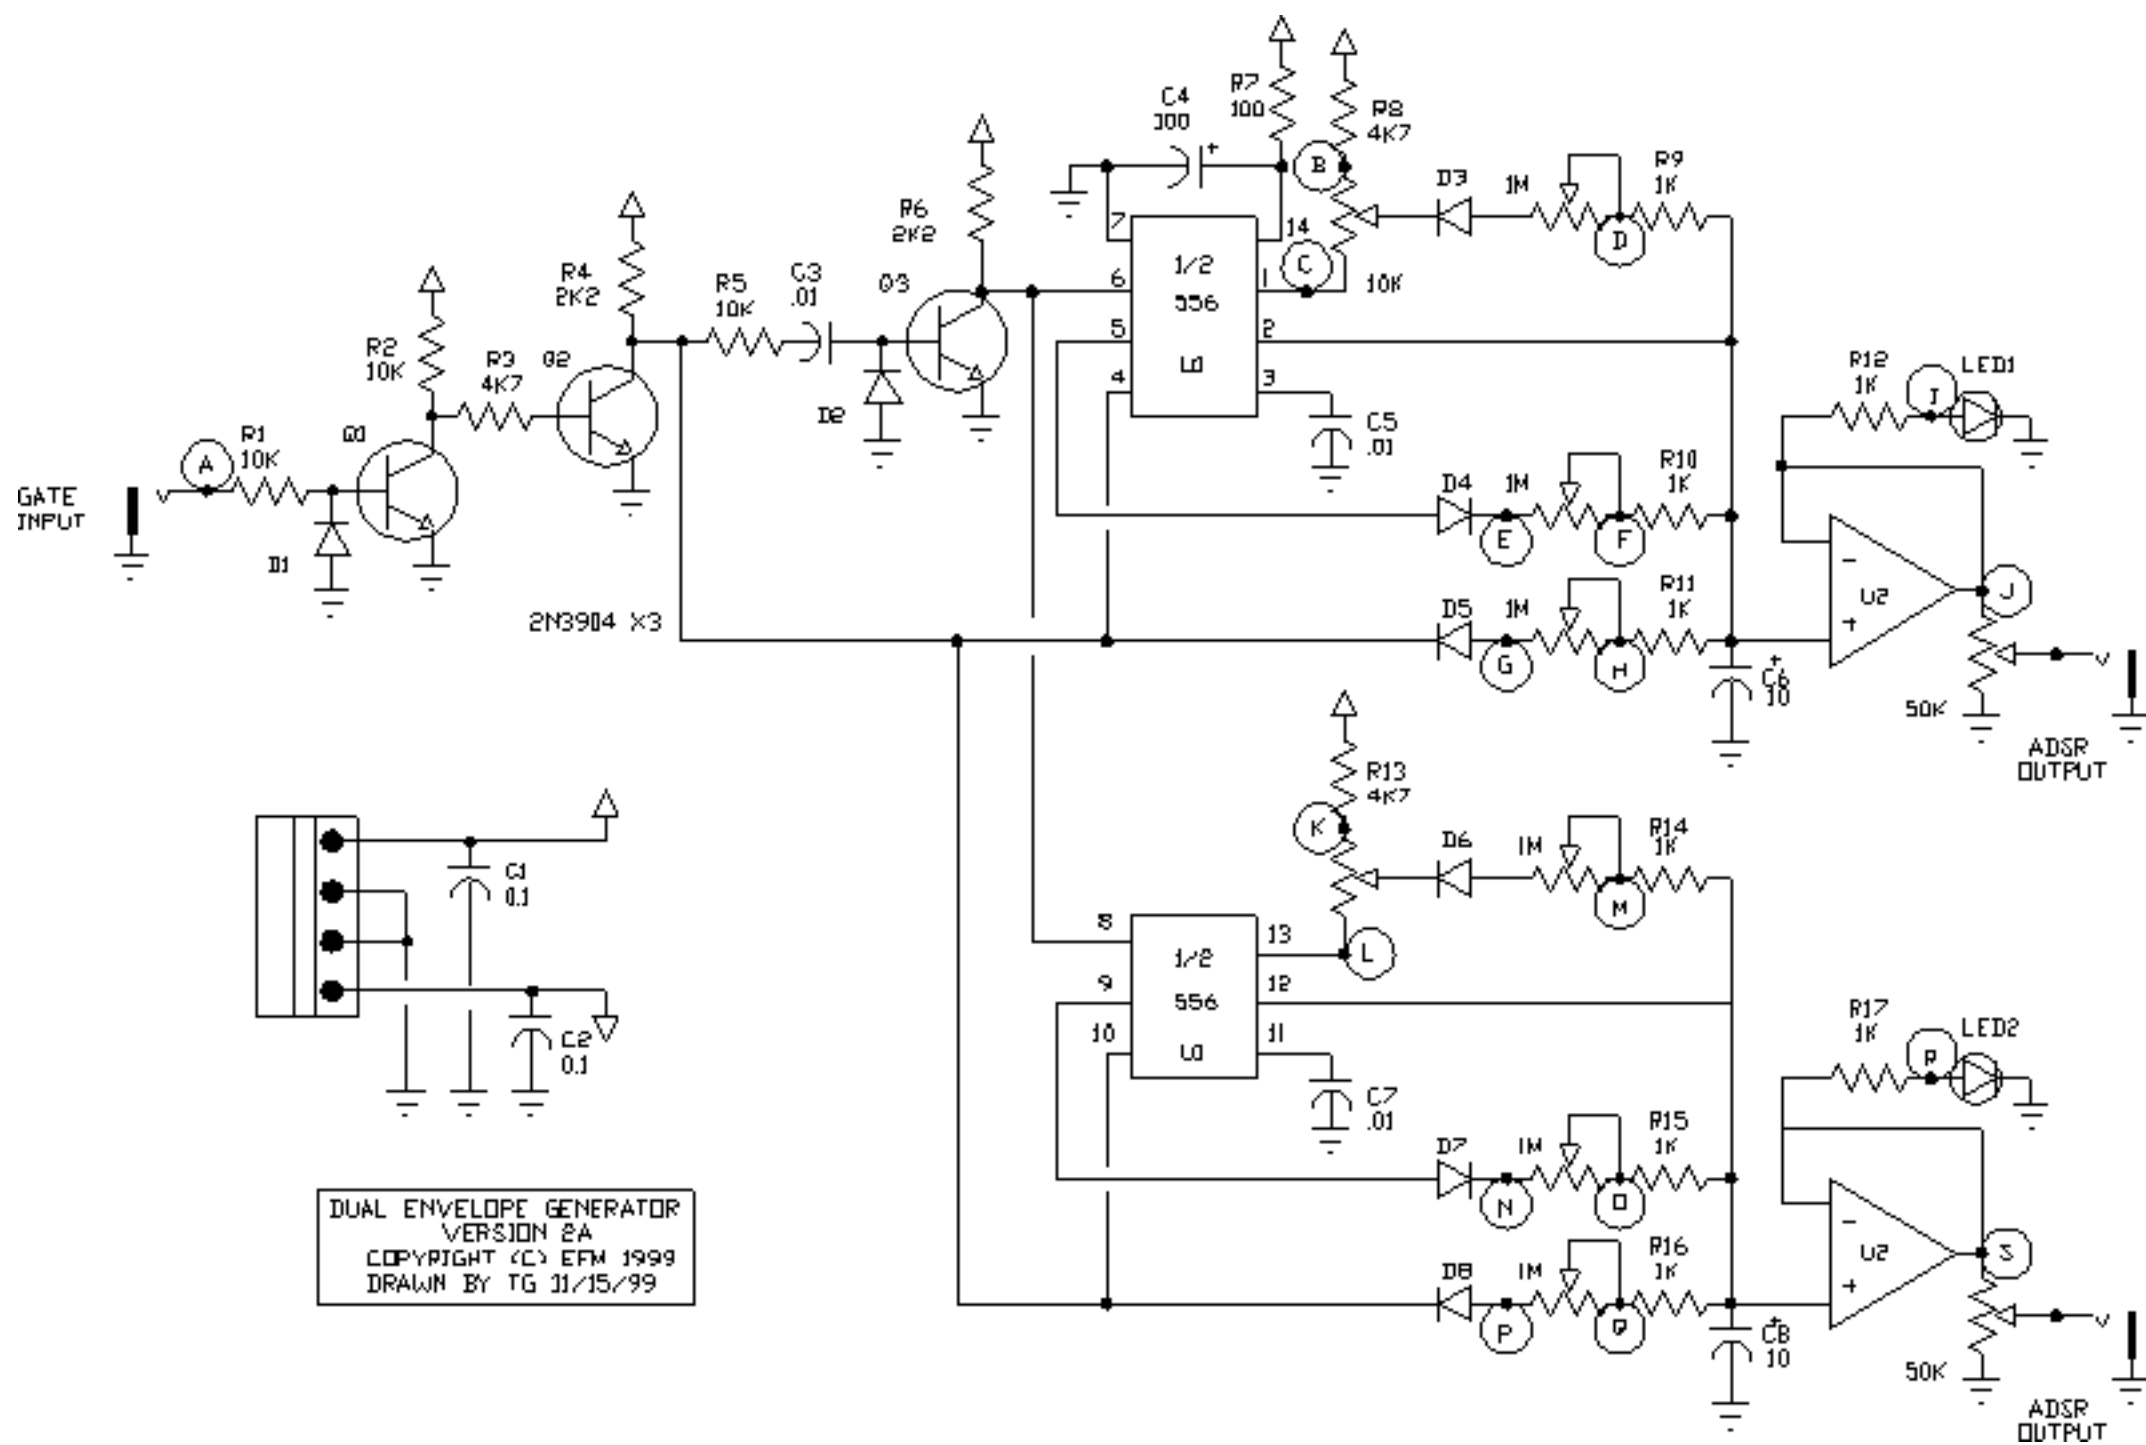 C4
100
R7
100
R8
4K7
B
D3
1M
R9
1K
D
R6
2K2
7
14
1/2
556
U1
6
1
C
10K
5
2
4
3
C5
.01
R4
2K2
R5
10K
C3
.01
Q3
D2
R2
10K
R3
4K7
Q2
R1
10K
Q1
A
GATE
INPUT
D1
2N3904 X3
D4
1M
R10
1K
E
F
D5
1M
R11
1K
G
H
R12
1K
I
LED1
-
U2
+
J
+
C6
10
50K
ADSR
OUTPUT
R13
4K7
K
D6
1M
R14
1K
M
8
13
L
1/2
556
U1
9
12
10
11
C7
.01
C1
0.1
C2
0.1
D7
1M
R15
1K
N
O
D8
1M
R16
1K
P
Q
R17
1K
R
LED2
-
U2
+
S
+
C8
10
50K
ADSR
OUTPUT
DUAL ENVELOPE GENERATOR
VERSION 2A
COPYRIGHT (C) EFM 1999
DRAWN BY TG 11/15/99